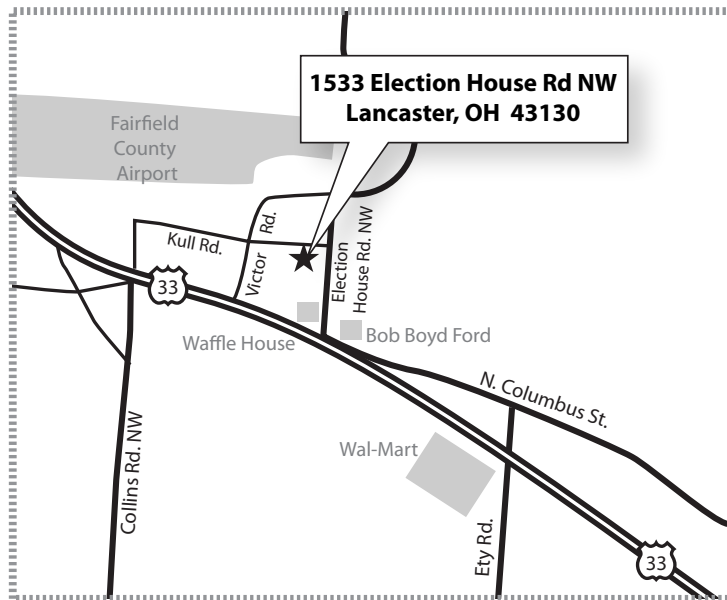 1533 Election House Rd NW
Lancaster, OH 43130
Fairfield
County
Airport
Kull Rd.
Victor Rd.
Election
House Rd. NW
33
Waffle House
Bob Boyd Ford
N. Columbus St.
Wal-Mart
Collins Rd. NW
Ety Rd.
33